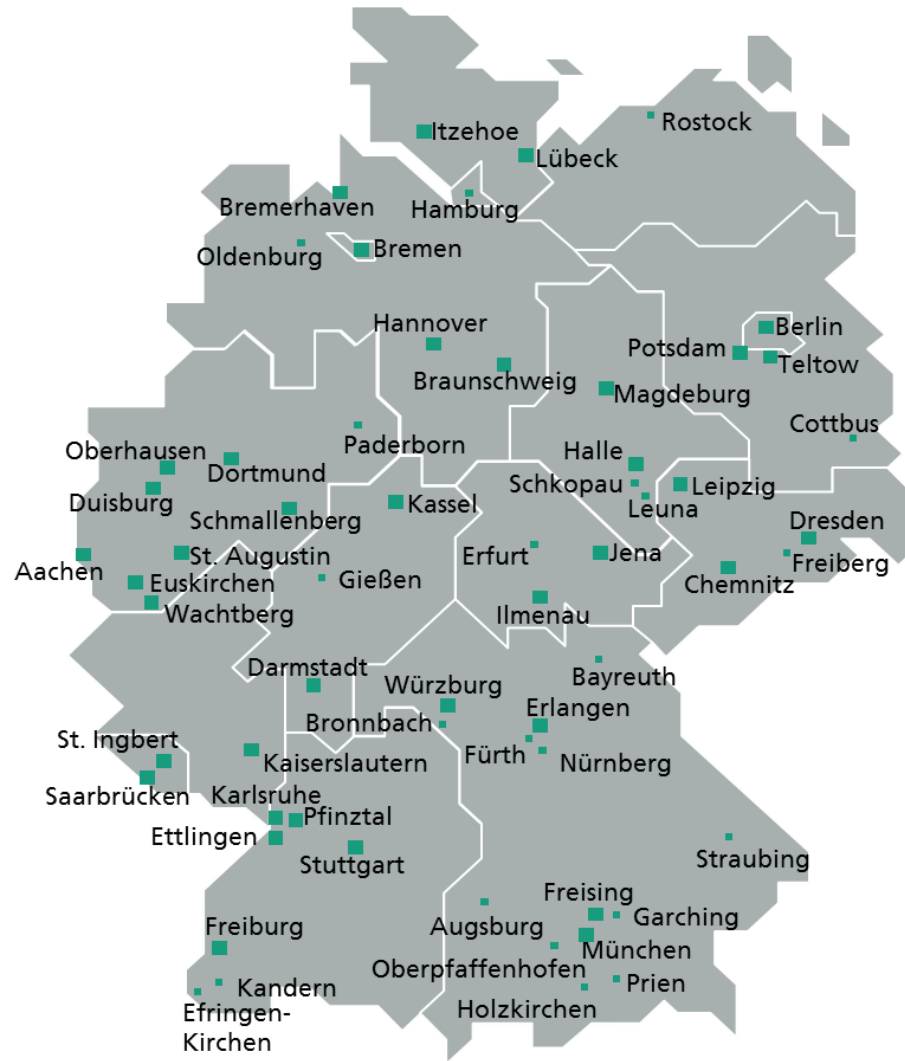 Rostock
Itzehoe
Lübeck
Bremerhaven
Hamburg
Oldenburg
Bremen
Hannover
Berlin
Potsdam
Teltow
Braunschweig
Magdeburg
Cottbus
Paderborn
Oberhausen
Dortmund
Halle
Schkopau
Leipzig
Duisburg
Kassel
Leuna
Schmallenberg
Dresden
Aachen
St. Augustin
Erfurt
Jena
Freiberg
Euskirchen
Gießen
Chemnitz
Wachtberg
Ilmenau
Darmstadt
Bayreuth
Würzburg
Erlangen
Bronnbach
St. Ingbert
Fürth
Kaiserslautern
Nürnberg
Saarbrücken
Karlsruhe
Pfinztal
Ettlingen
Stuttgart
Straubing
Freising
Garching
Augsburg
Freiburg
München
Oberpfaffenhofen
Prien
Kandern
Holzkirchen
Efringen-
Kirchen